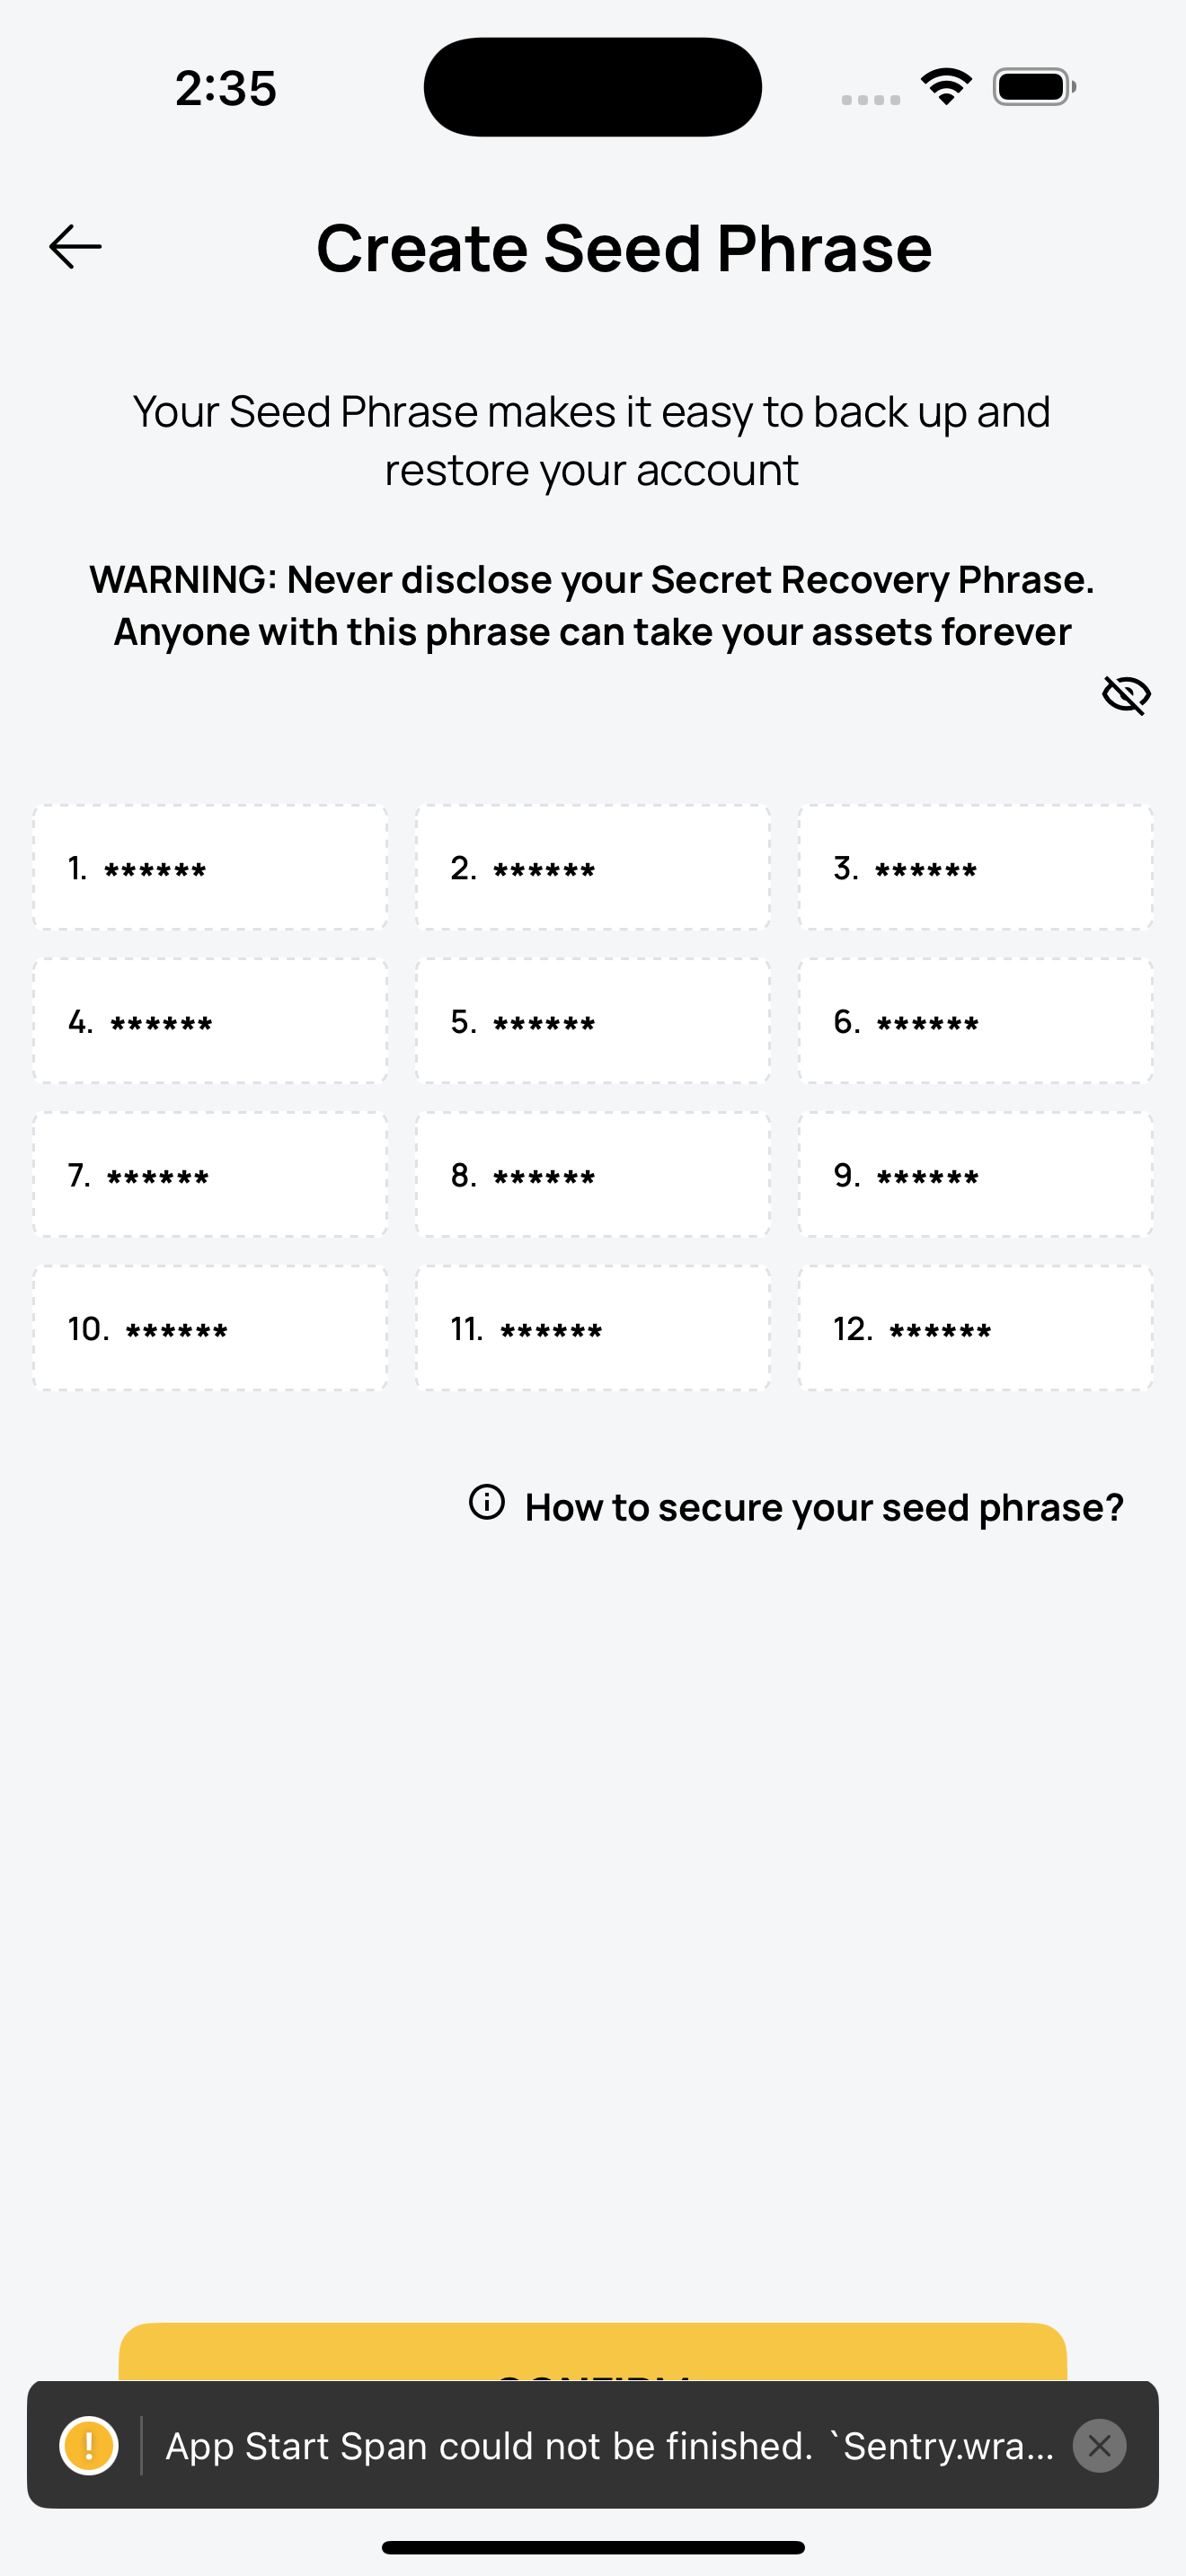 2:35
Create Seed Phrase
Your Seed Phrase makes it easy to back up and
restore your account
WARNING: Never disclose your Secret Recovery Phrase.
Anyone with this phrase can take your assets forever
1. ******
2. ******
3. ******
4. ******
5. ******
6. ******
7. ******
8. ******
9. ******
10. ******
11. ******
12. ******
How to secure your seed phrase?
CONFIRM
App Start Span could not be finished. `Sentry.wra...